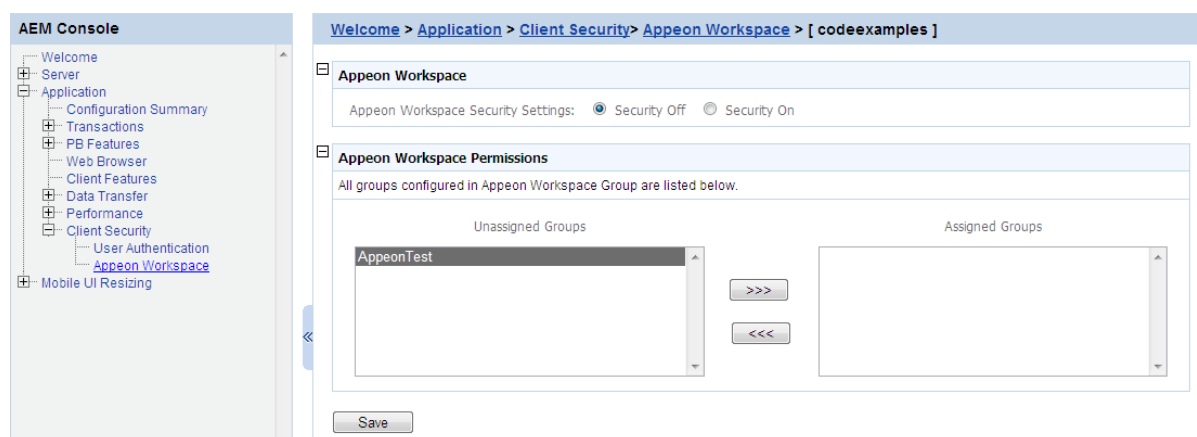 AEM Console
Welcome
Server
Application
Configuration Summary
Transactions
PB Features
Web Browser
Client Features
Data Transfer
Performance
Client Security
User Authentication
Appeon Workspace
Mobile UI Resizing
«
Welcome > Application > Client Security> Appeon Workspace > [ codeexamples ]
Appeon Workspace
Appeon Workspace Security Settings: Security Off Security On
Appeon Workspace Permissions
All groups configured in Appeon Workspace Group are listed below.
Unassigned Groups Assigned Groups
AppeonTest
>>>
<<<
Save